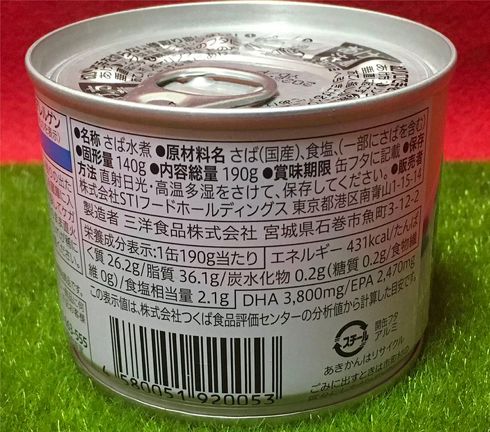 ●名称 さば水煮 ●原材料名 さば(国産)、食塩、(一部にさばを含む)
●固形量 140g ●内容総量 190g ●賞味期限 缶フタに記載 ●保存
方法 直射日光・高温多湿をさけて、保存してください。 ●販売者
株式会社STIフードホールディングス 東京都港区南青山1-15-14
製造者 三洋食品株式会社 宮城県石巻市魚町3-12-2
栄養成分表示:1缶190g当たり エネルギー 431kcal/たんぱ
く質 26.2g/脂質 36.1g/炭水化物 0.2g(糖質 0.2g/食物繊
維 0g)/食塩相当量 2.1g DHA 3,800mg/EPA 2,470mg
この表示値は、株式会社つくば食品評価センターの分析値から計算した目安です。
4 580051 920053
開缶フタ
アルミ
スチール
あきかんはリサイクル